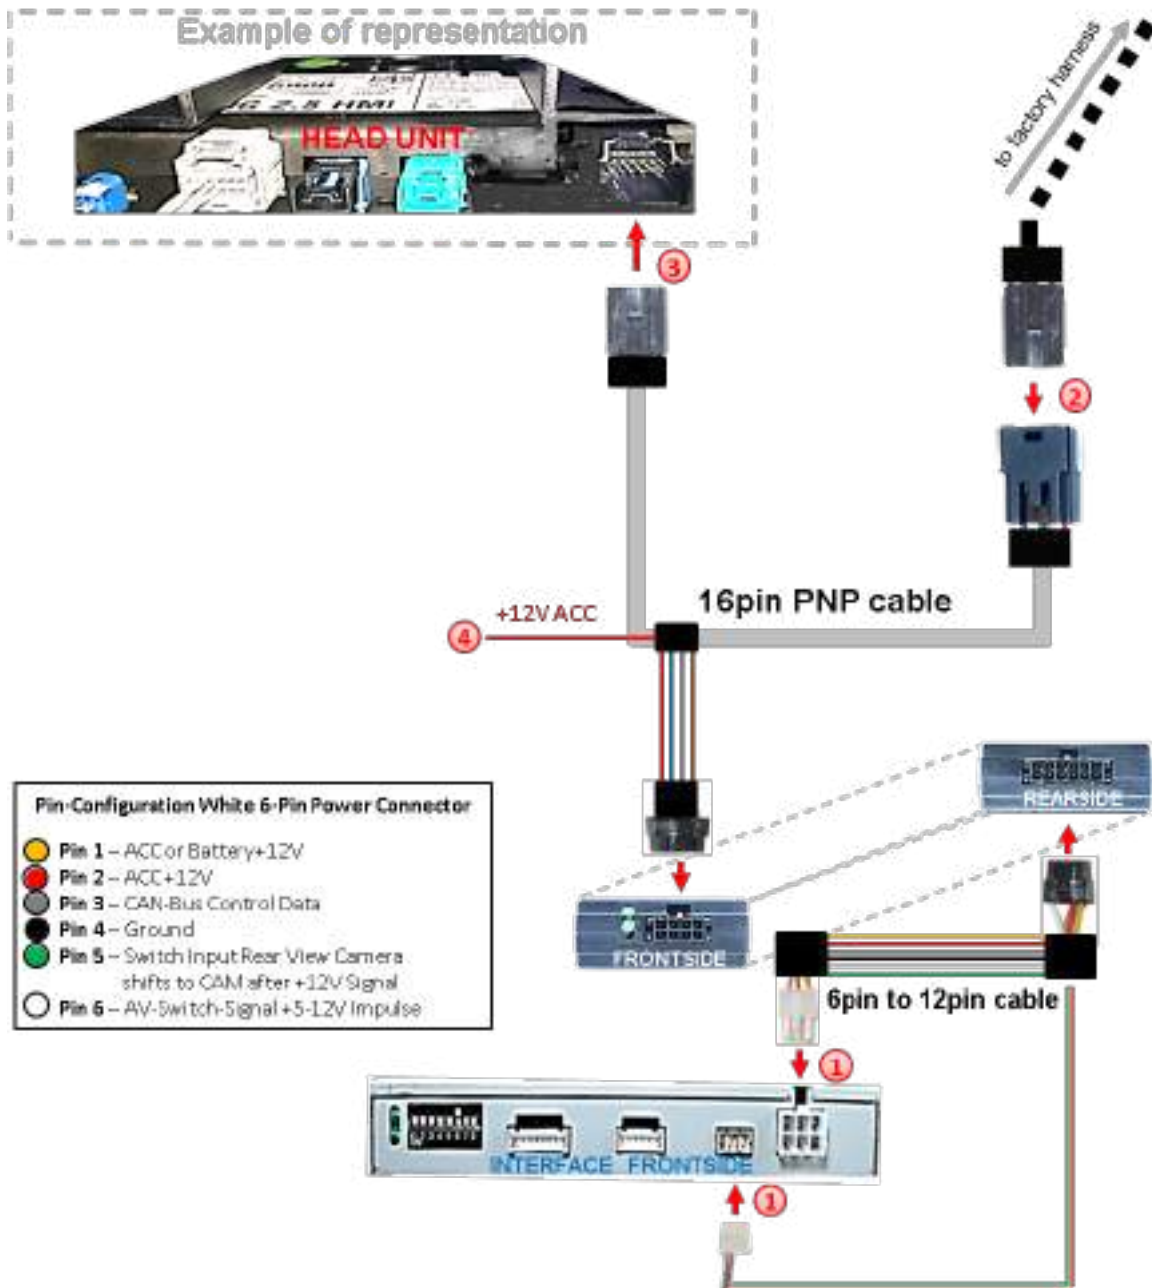 Example of representation
2.5 HMI
HEAD UNIT
to factory harness
3
2
16pin PNP cable
+12V ACC
4
REARSIDE
Pin-Configuration White 6-Pin Power Connector
Pin 1 – ACC or Battery+12V
Pin 2 – ACC+12V
Pin 3 – CAN-Bus Control Data
Pin 4 – Ground
Pin 5 – Switch Input Rear View Camera
shifts to CAM after +12V Signal
Pin 6 – AV-Switch-Signal +5-12V Impulse
FRONTSIDE
6pin to 12pin cable
1
INTERFACE FRONTSIDE
1